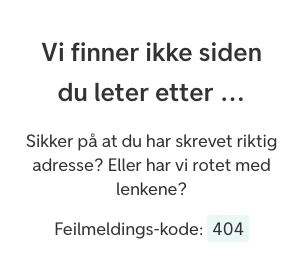 Vi finner ikke siden
du leter etter ...
Sikker på at du har skrevet riktig
adresse? Eller har vi rotet med
lenkene?
Feilmeldings-kode: 404